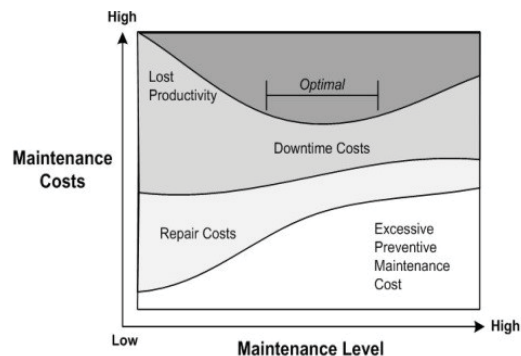 High
Lost
Productivity
Optimal
Downtime Costs
Maintenance
Costs
Repair Costs
Excessive
Preventive
Maintenance
Cost
Low
High
Maintenance Level